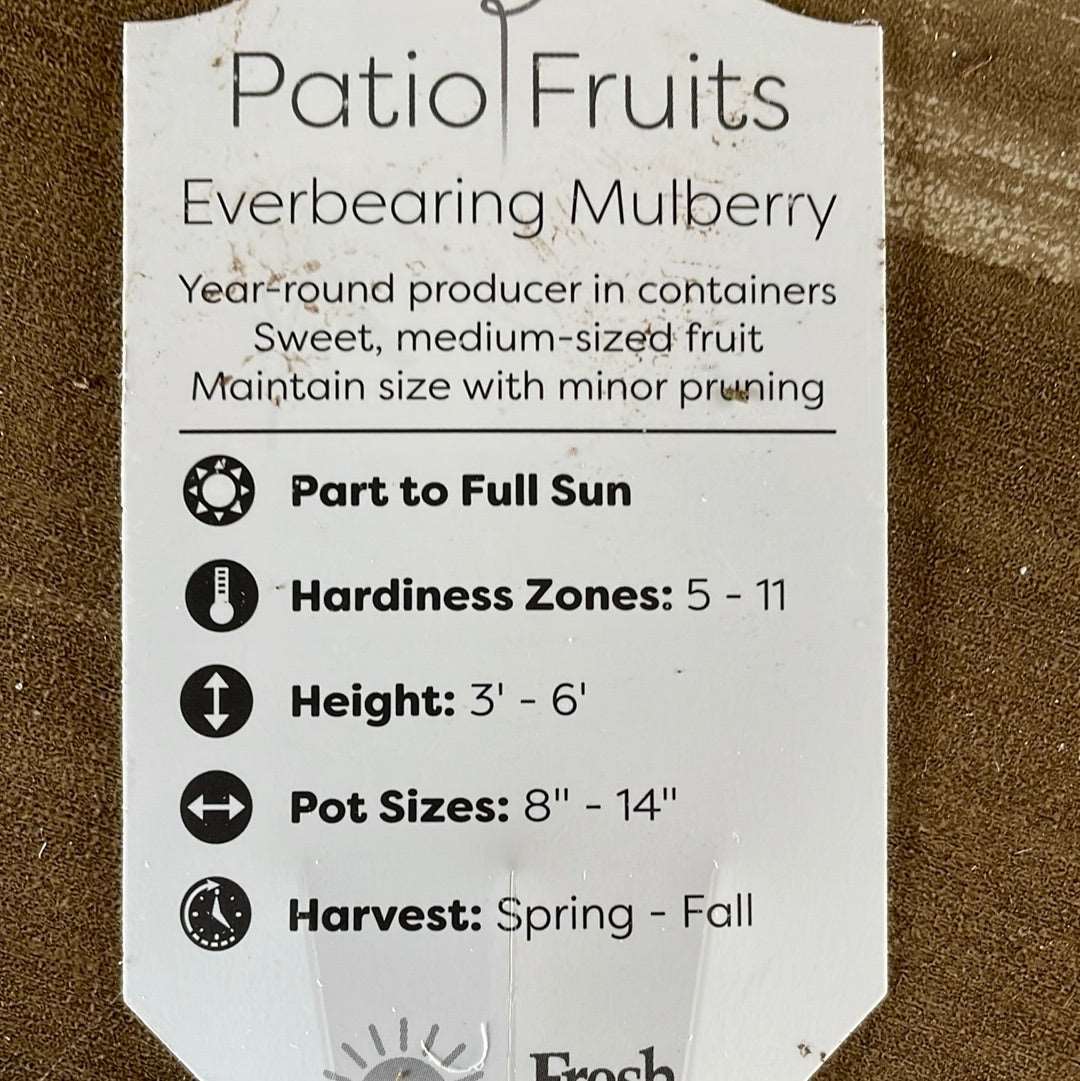 Patio Fruits
Everbearing Mulberry
Year-round producer in containers
Sweet, medium-sized fruit
Maintain size with minor pruning
Part to Full Sun
Hardiness Zones: 5 - 11
Height: 3' - 6'
Pot Sizes: 8" - 14"
Harvest: Spring - Fall
Fresh